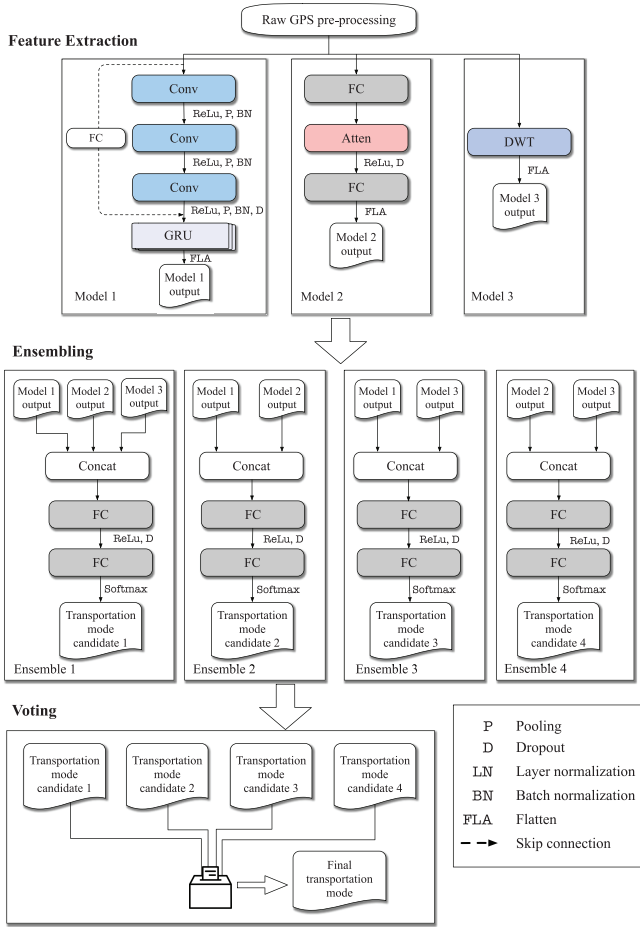 Raw GPS pre-processing
Feature Extraction
Conv
ReLu, P, BN
FC
Conv
ReLu, P, BN
Conv
ReLu, P, BN, D
GRU
FLA
Model 1
output
Model 1
FC
Atten
ReLu, D
FC
FLA
Model 2
output
Model 2
DWT
FLA
Model 3
output
Model 3
Ensembling
Model 1
output
Model 2
output
Model 3
output
Concat
FC
ReLu, D
FC
Softmax
Transportation
mode
candidate 1
Ensemble 1
Model 1
output
Model 2
output
Concat
FC
ReLu, D
FC
Softmax
Transportation
mode
candidate 2
Ensemble 2
Model 1
output
Model 3
output
Concat
FC
ReLu, D
FC
Softmax
Transportation
mode
candidate 3
Ensemble 3
Model 2
output
Model 3
output
Concat
FC
ReLu, D
FC
Softmax
Transportation
mode
candidate 4
Ensemble 4
Voting
Transportation
mode
candidate 1
Transportation
mode
candidate 2
Transportation
mode
candidate 3
Transportation
mode
candidate 4
Final
transportation
mode
P Pooling
D Dropout
LN Layer normalization
BN Batch normalization
FLA Flatten
Skip connection